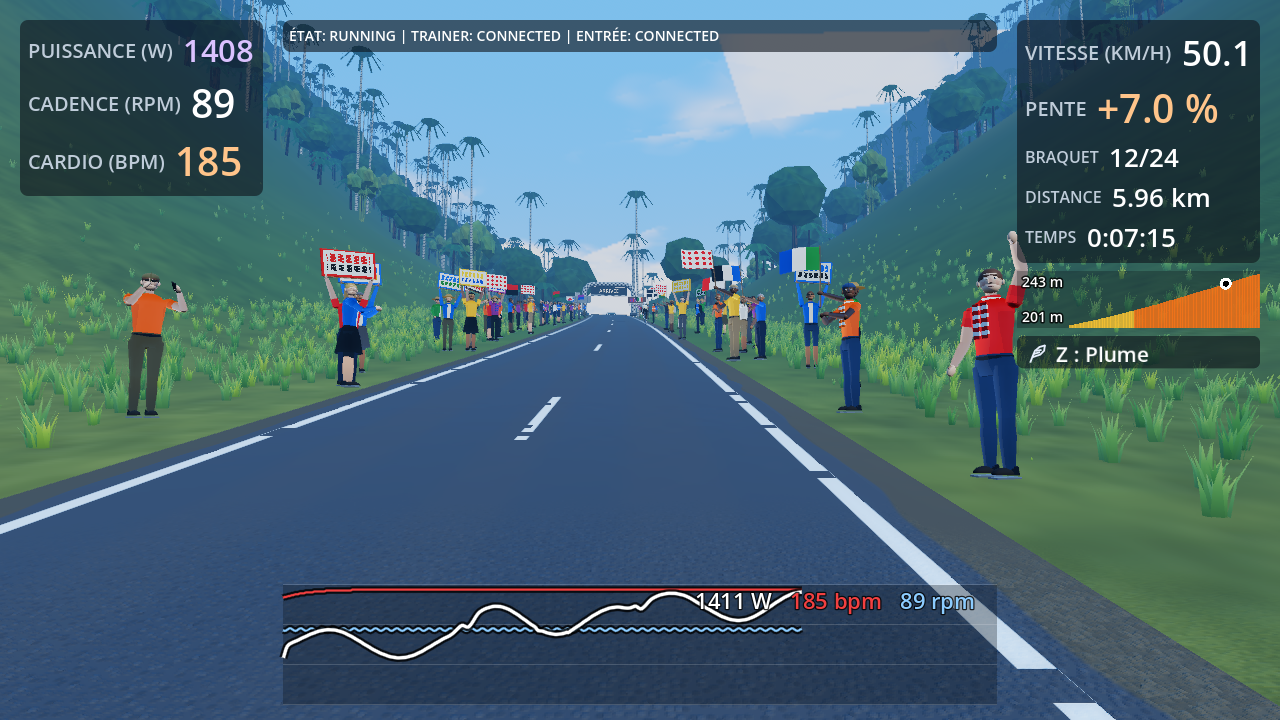 PUISSANCE (W) 1408
CADENCE (RPM) 89
CARDIO (BPM) 185
ÉTAT: RUNNING | TRAINER: CONNECTED | ENTRÉE: CONNECTED
VITESSE (KM/H) 50.1
PENTE +7.0 %
BRAQUET 12/24
DISTANCE 5.96 km
TEMPS 0:07:15
243 m
201 m
Z : Plume
1411 W 185 bpm 89 rpm